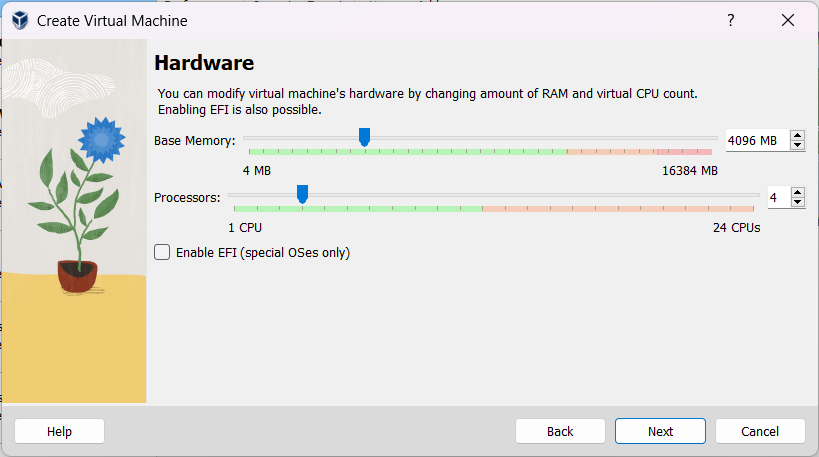 Create Virtual Machine
?
Hardware
You can modify virtual machine's hardware by changing amount of RAM and virtual CPU count.
Enabling EFI is also possible.
Base Memory: 4096 MB
4 MB 16384 MB
Processors: 4
1 CPU 24 CPUs
Enable EFI (special OSes only)
Help Back Next Cancel